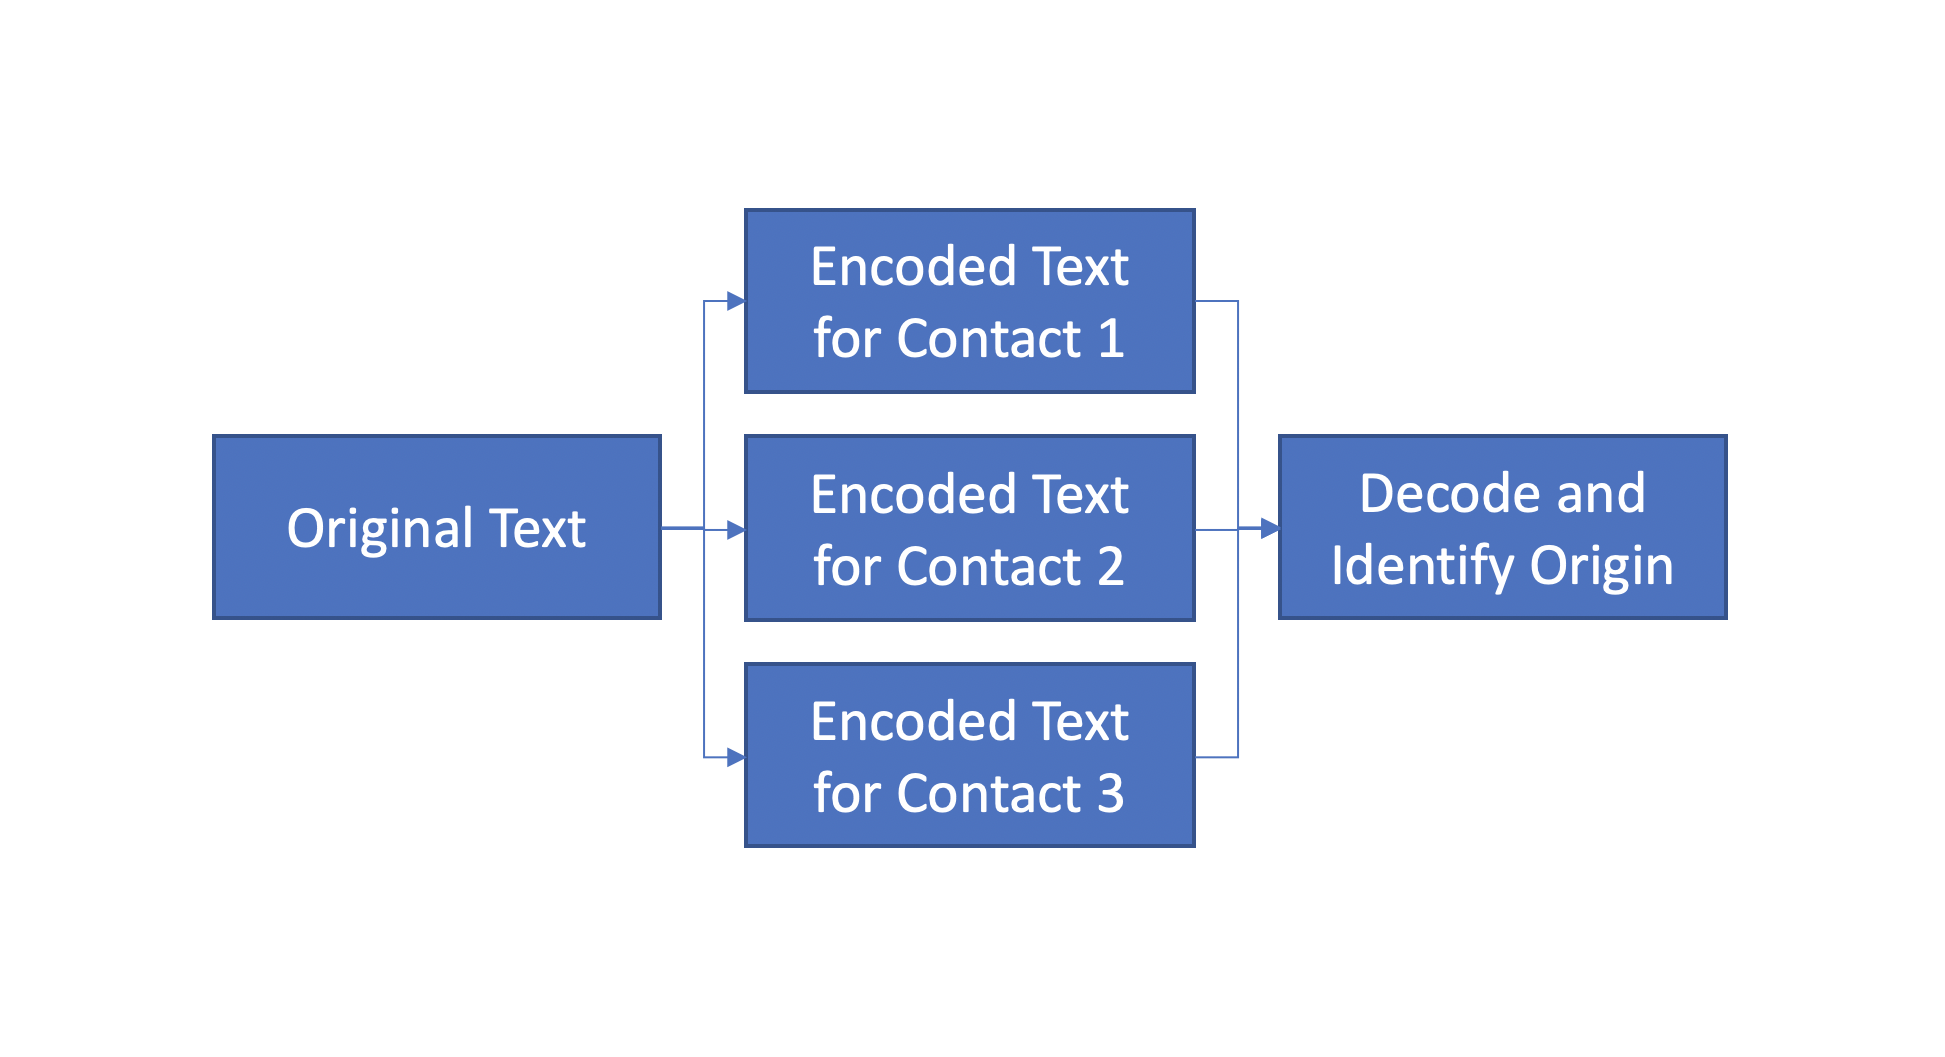 Original Text
Encoded Text
for Contact 1
Encoded Text
for Contact 2
Encoded Text
for Contact 3
Decode and
Identify Origin